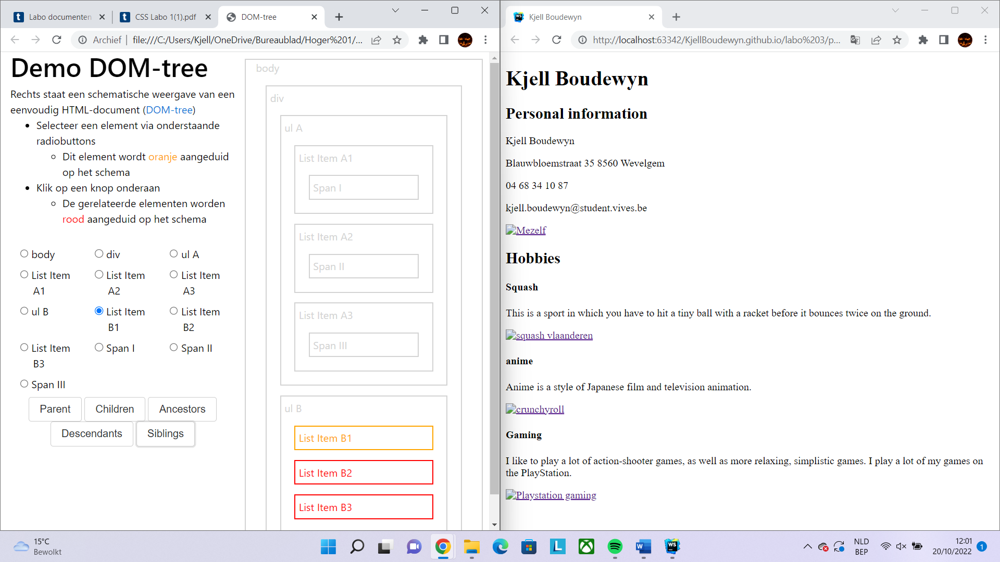 Labo documenten
CSS Labo 1(1).pdf
DOM-tree
Archief
file:///C:/Users/Kjell/OneDrive/Bureaublad/Hoger%201/...
Demo DOM-tree
Rechts staat een schematische weergave van een
eenvoudig HTML-document (DOM-tree)
Selecteer een element via onderstaande
radiobuttons
Dit element wordt oranje aangeduid
op het schema
Klik op een knop onderaan
De gerelateerde elementen worden
rood aangeduid op het schema
body
div
ul A
List Item
A1
List Item
A2
List Item
A3
ul B
List Item
B1
List Item
B2
List Item
B3
Span I
Span II
Span III
Parent
Children
Ancestors
Descendants
Siblings
body
div
ul A
List Item A1
Span I
List Item A2
Span II
List Item A3
Span III
ul B
List Item B1
List Item B2
List Item B3
Kjell Boudewyn
http://localhost:63342/KjellBoudewyn.github.io/labo%203/p...
Kjell Boudewyn
Personal information
Kjell Boudewyn
Blauwbloemstraat 35 8560 Wevelgem
04 68 34 10 87
kjell.boudewyn@student.vives.be
Mezelf
Hobbies
Squash
This is a sport in which you have to hit a tiny ball with a racket before it bounces twice on the ground.
squash vlaanderen
anime
Anime is a style of Japanese film and television animation.
crunchyroll
Gaming
I like to play a lot of action-shooter games, as well as more relaxing, simplistic games. I play a lot of my games on
the PlayStation.
Playstation gaming
15°C
Bewolkt
L
W
WS
NLD
BEP
12:01
20/10/2022
1